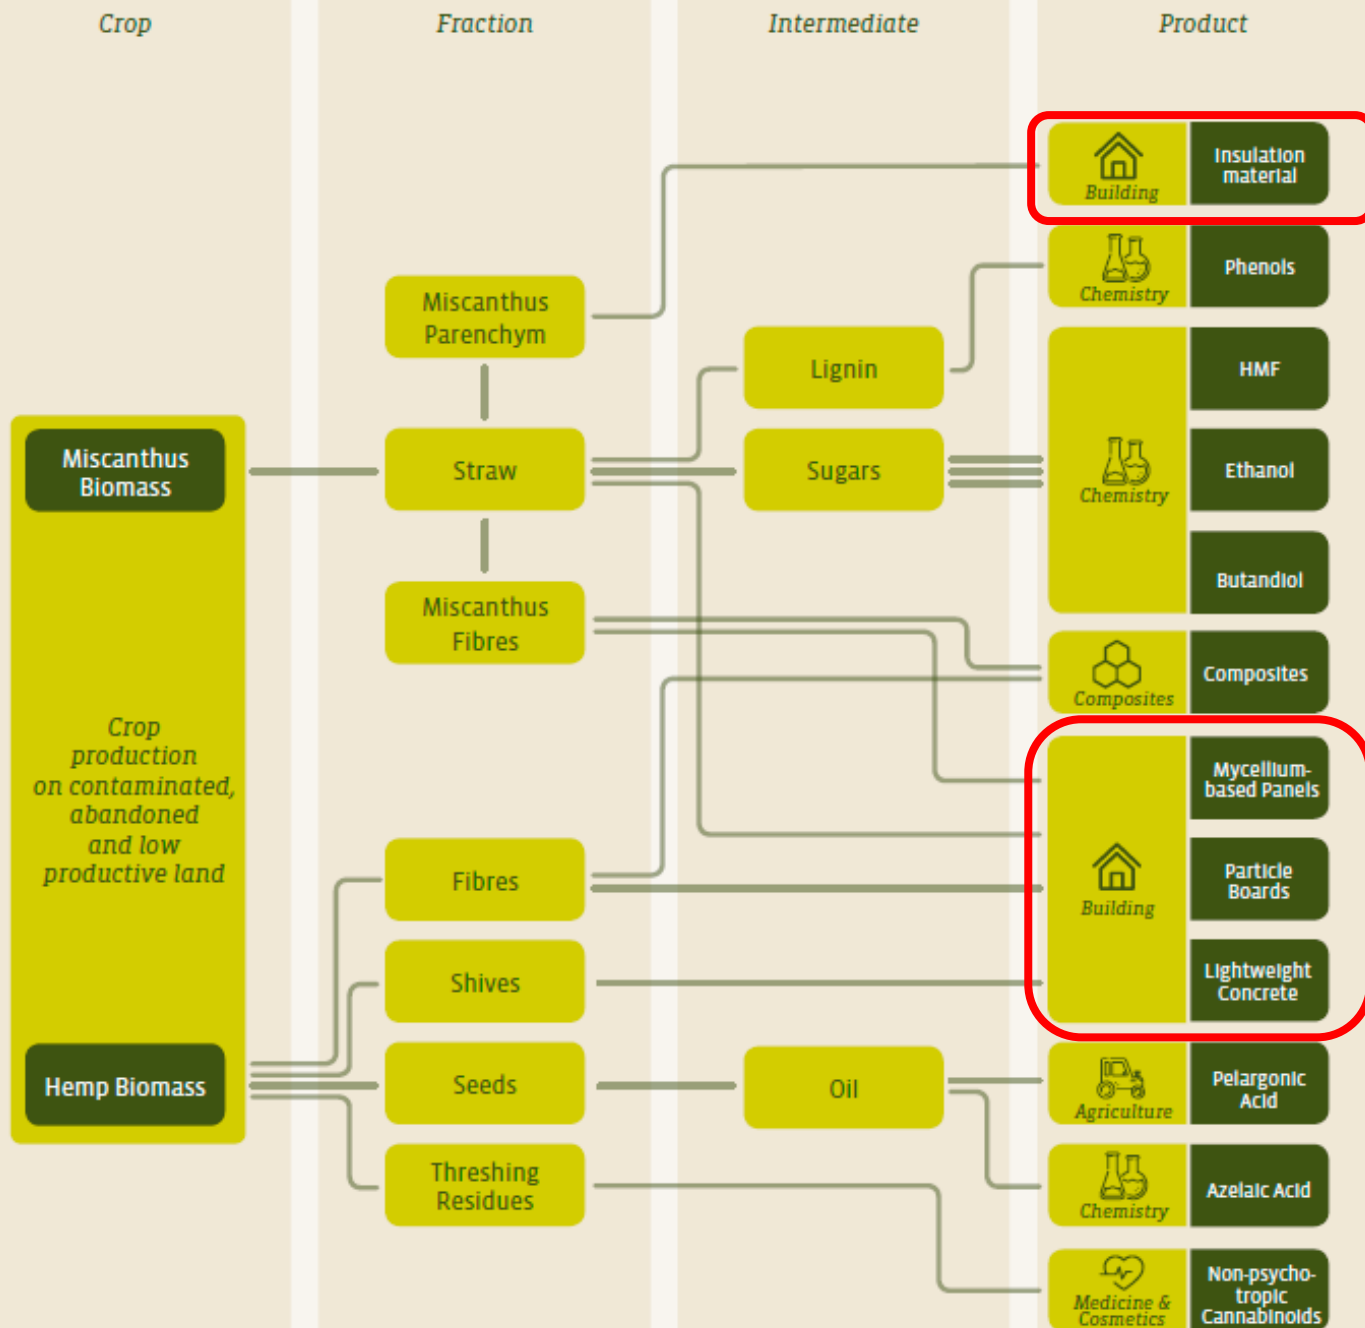 Crop
Fraction
Intermediate
Product
Building
Insulation
material
Chemistry
Phenols
Miscanthus
Parenchym
Lignin
HMF
Miscanthus
Biomass
Straw
Sugars
Chemistry
Ethanol
Butandiol
Miscanthus
Fibres
Composites
Composites
Crop
production
on contaminated,
abandoned
and low
productive land
Mycelium-
based Panels
Fibres
Building
Particle
Boards
Shives
Lightweight
Concrete
Hemp Biomass
Seeds
Oil
Agriculture
Pelargonic
Acid
Threshing
Residues
Chemistry
Azelaic Acid
Medicine &
Cosmetics
Non-psycho-
tropic
Cannabinoids